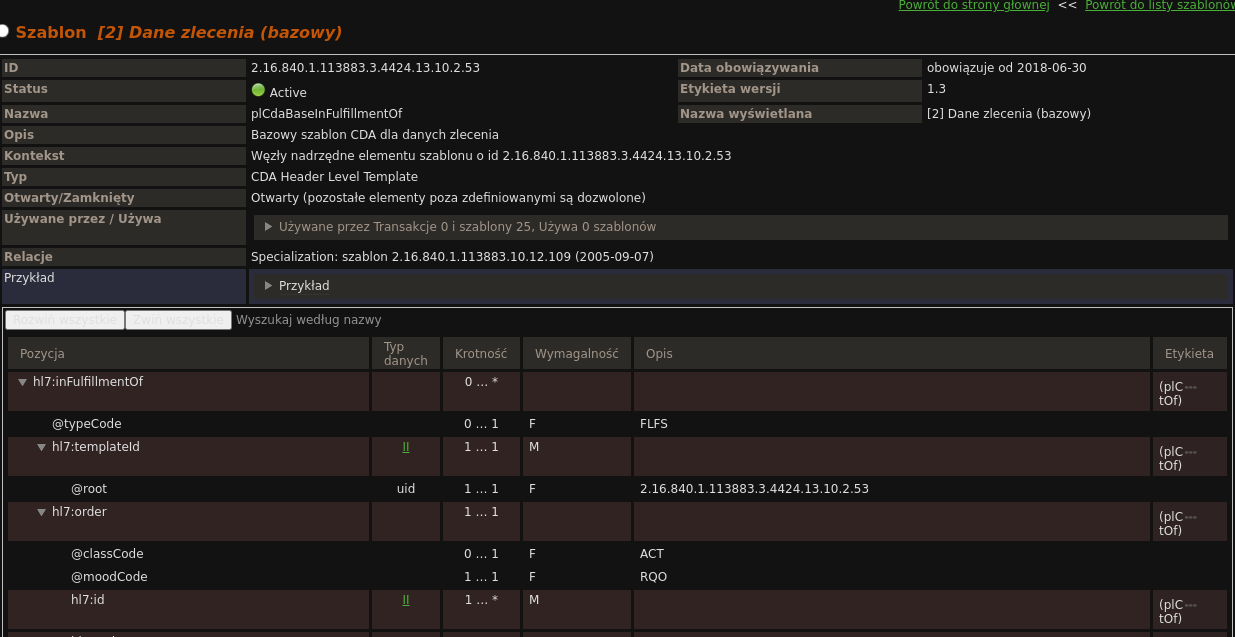 Powrót do strony głownej << Powrót do listy szablonów
Szablon [2] Dane zlecenia (bazowy)
ID 2.16.840.1.113883.3.4424.13.10.2.53 Data obowiązywania obowiązuje od 2018-06-30
Status Active Etykieta wersji 1.3
Nazwa plCdaBaseInFulfillmentOf Nazwa wyświetlana [2] Dane zlecenia (bazowy)
Opis Bazowy szablon CDA dla danych zlecenia
Kontekst Węzły nadrzędne elementu szablonu o id 2.16.840.1.113883.3.4424.13.10.2.53
Typ CDA Header Level Template
Otwarty/Zamknięty Otwarty (pozostałe elementy poza zdefiniowanymi są dozwolone)
Używane przez / Używa Używane przez Transakcje 0 i szablony 25, Używa 0 szablonów
Relacje Specialization: szablon 2.16.840.1.113883.10.12.109 (2005-09-07)
Przykład Przykład
Rozwiń wszystkie Zwiń wszystkie Wyszukaj według nazwy
Pozycja Typ danych Krotność Wymagalność Opis Etykieta
hl7:inFulfillmentOf 0 … * (plC---tOf)
@typeCode 0 … 1 F FLFS
hl7:templateId II 1 … 1 M (plC---tOf)
@root uid 1 … 1 F 2.16.840.1.113883.3.4424.13.10.2.53
hl7:order 1 … 1 (plC---tOf)
@classCode 0 … 1 F ACT
@moodCode 1 … 1 F RQO
hl7:id II 1 … * M (plC---tOf)